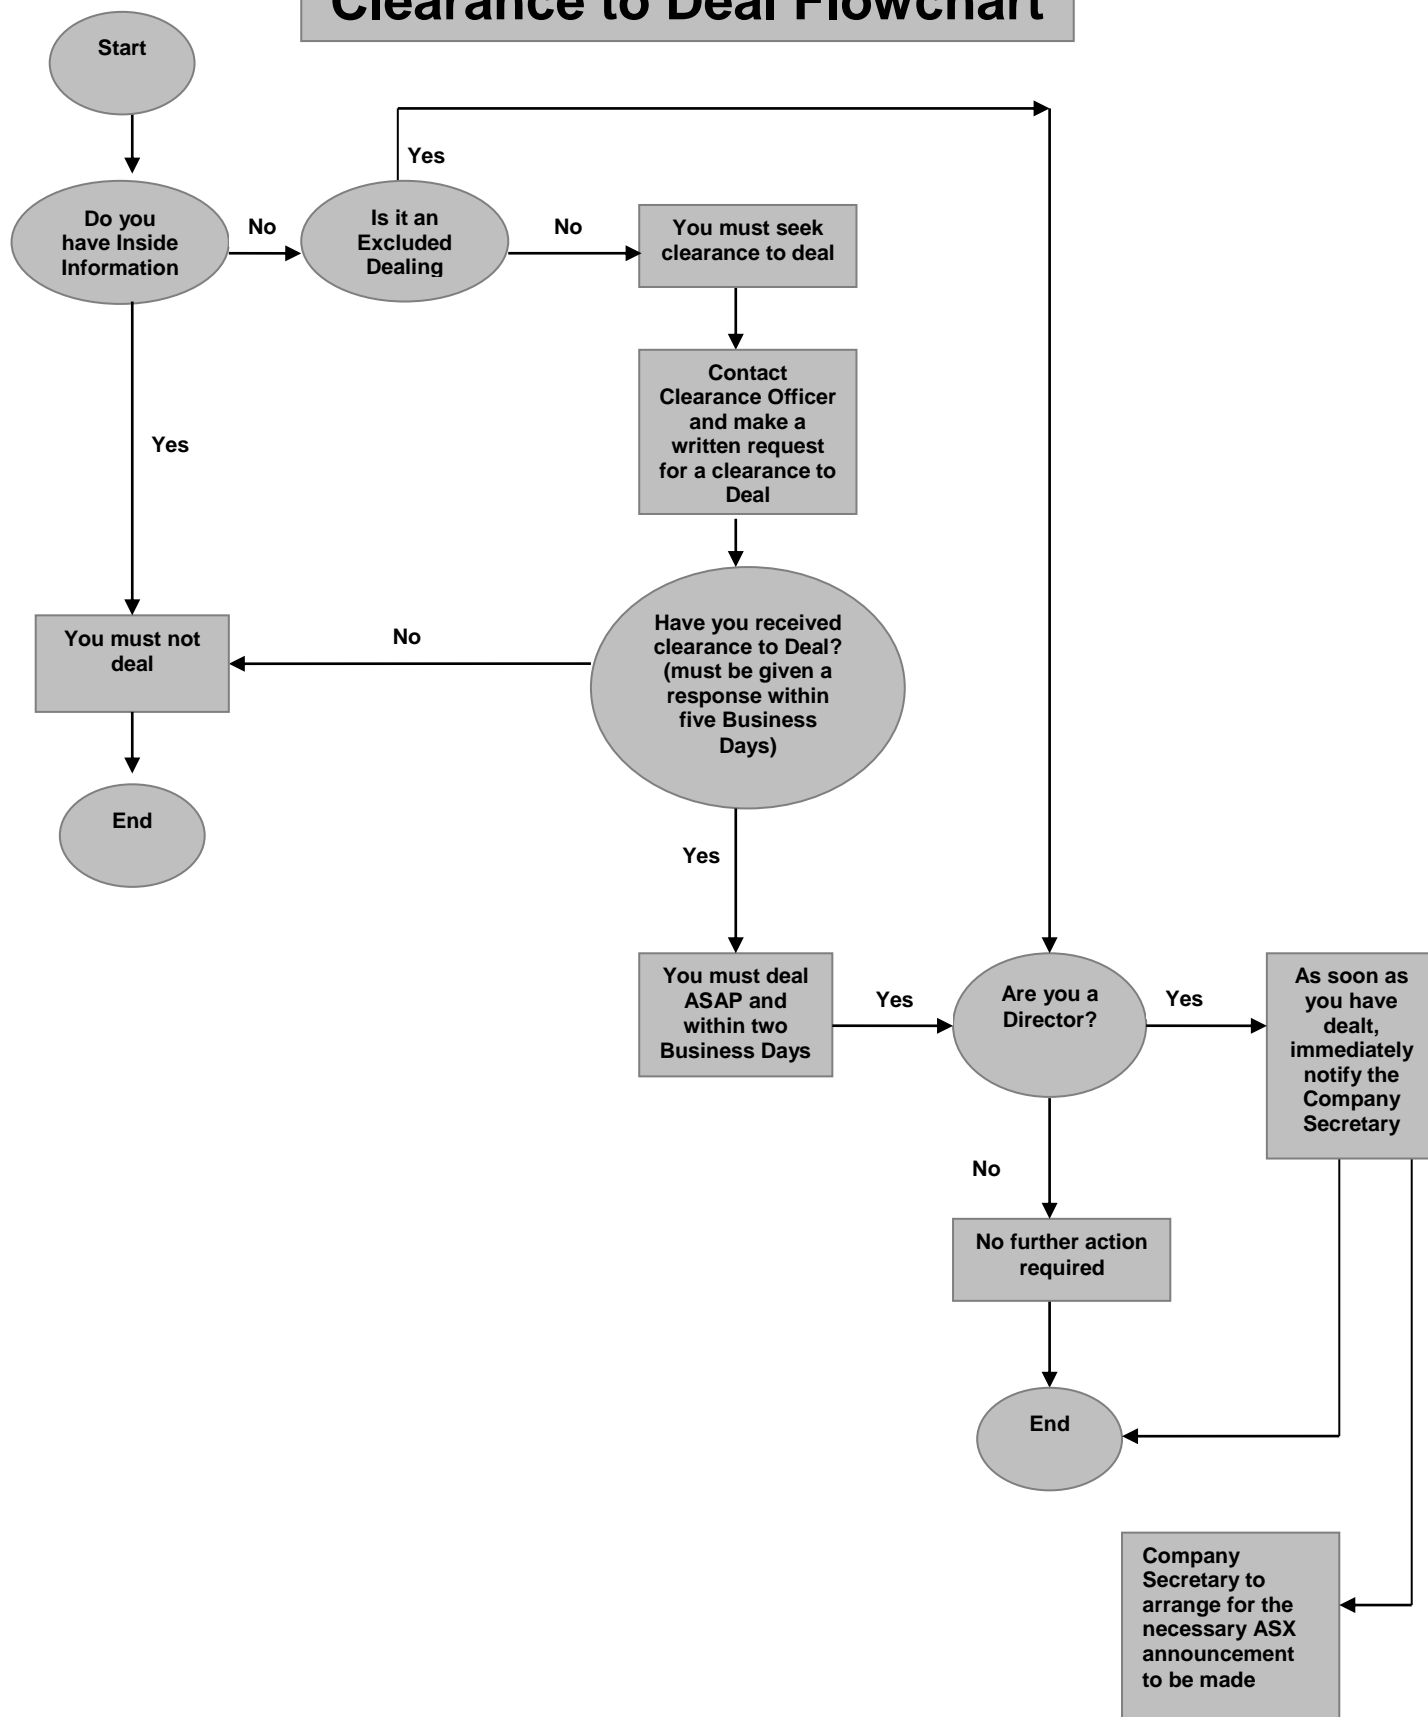 Clearance to Deal Flowchart
Start
Yes
Do you
have Inside
Information
No
Is it an
Excluded
Dealing
No
You must seek
clearance to deal
Contact
Clearance Officer
and make a
written request
for a clearance to
Deal
Yes
You must not
deal
No
Have you received
clearance to Deal?
(must be given a
response within
five Business
Days)
End
Yes
You must deal
ASAP and
within two
Business Days
Yes
Are you a
Director?
Yes
As soon as
you have
dealt,
immediately
notify the
Company
Secretary
No
No further action
required
End
Company
Secretary to
arrange for the
necessary ASX
announcement
to be made